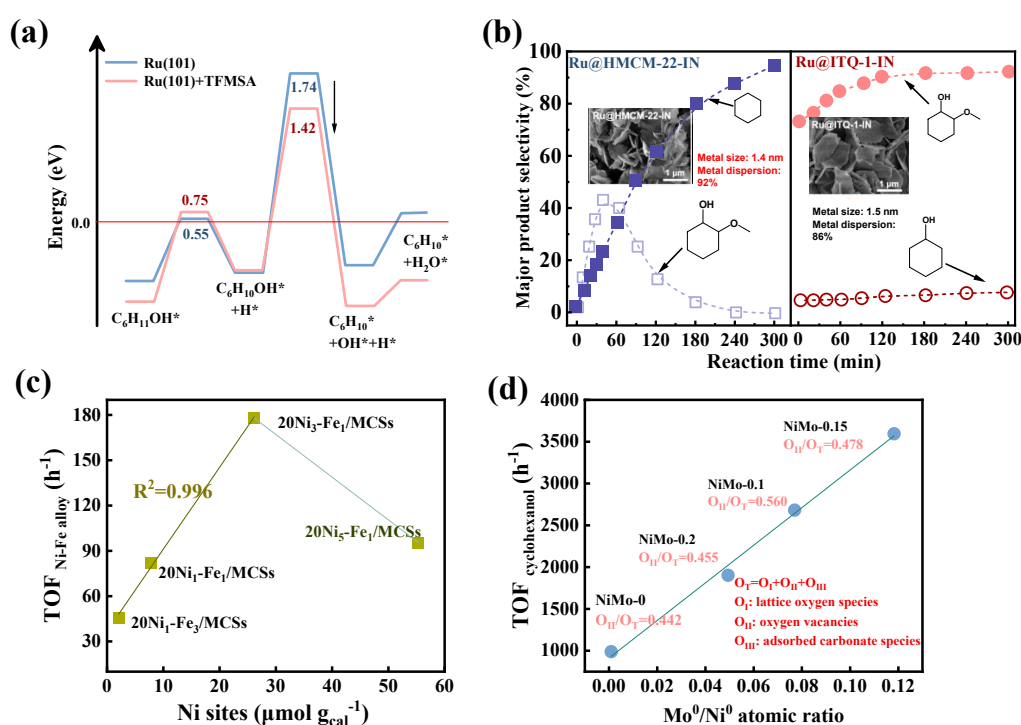 (a)
Energy (eV)
0.0
Ru(101)
Ru(101)+TFMSA
1.74
1.42
0.75
0.55
C₆H₁₁OH*
C₆H₁₀OH*
+H*
C₆H₁₀*
+OH*+H*
C₆H₁₀*
+H₂O*
(b)
Major product selectivity (%)
100
80
60
40
20
0
Ru@HMCM-22-IN
Ru@HMCM-22-IN
1 μm
Metal size: 1.4 nm
Metal dispersion:
92%
OH
O
Ru@ITQ-1-IN
OH
O
Ru@ITQ-1-IN
1 μm
Metal size: 1.5 nm
Metal dispersion:
86%
OH
0 60 120 180 240 300
60 120 180 240 300
Reaction time (min)
(c)
TOF Ni-Fe alloy (h⁻¹)
180
150
120
90
60
30
20Ni₃-Fe₁/MCSs
R²=0.996
20Ni₅-Fe₁/MCSs
20Ni₁-Fe₁/MCSs
20Ni₁-Fe₃/MCSs
0 10 20 30 40 50 60
Ni sites (μmol gcal⁻¹)
(d)
TOF cyclohexanol (h⁻¹)
4000
3500
3000
2500
2000
1500
1000
NiMo-0.15
OII/OT=0.478
NiMo-0.1
OII/OT=0.560
NiMo-0.2
OII/OT=0.455
NiMo-0
OII/OT=0.442
OT=OI+OII+OIII
OI: lattice oxygen species
OII: oxygen vacancies
OIII: adsorbed carbonate species
0.00 0.02 0.04 0.06 0.08 0.10 0.12
Mo⁰/Ni⁰ atomic ratio